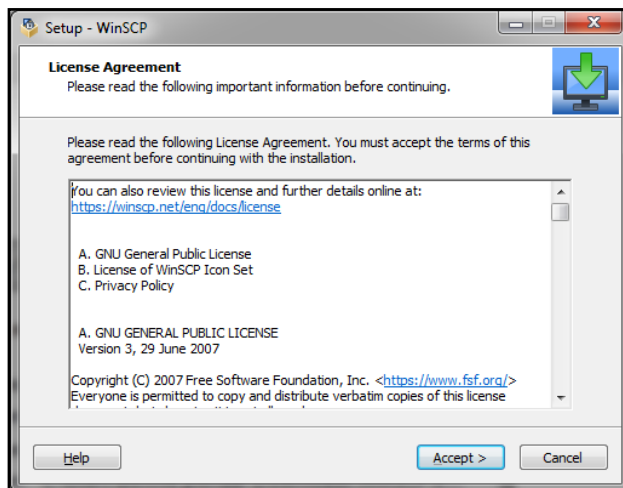 Setup - WinSCP
License Agreement
Please read the following important information before continuing.
Please read the following License Agreement. You must accept the terms of this
agreement before continuing with the installation.
You can also review this license and further details online at:
https://winscp.net/eng/docs/license
A. GNU General Public License
B. License of WinSCP Icon Set
C. Privacy Policy
A. GNU GENERAL PUBLIC LICENSE
Version 3, 29 June 2007
Copyright (C) 2007 Free Software Foundation, Inc. <https://www.fsf.org/>
Everyone is permitted to copy and distribute verbatim copies of this license
Help
Accept >
Cancel